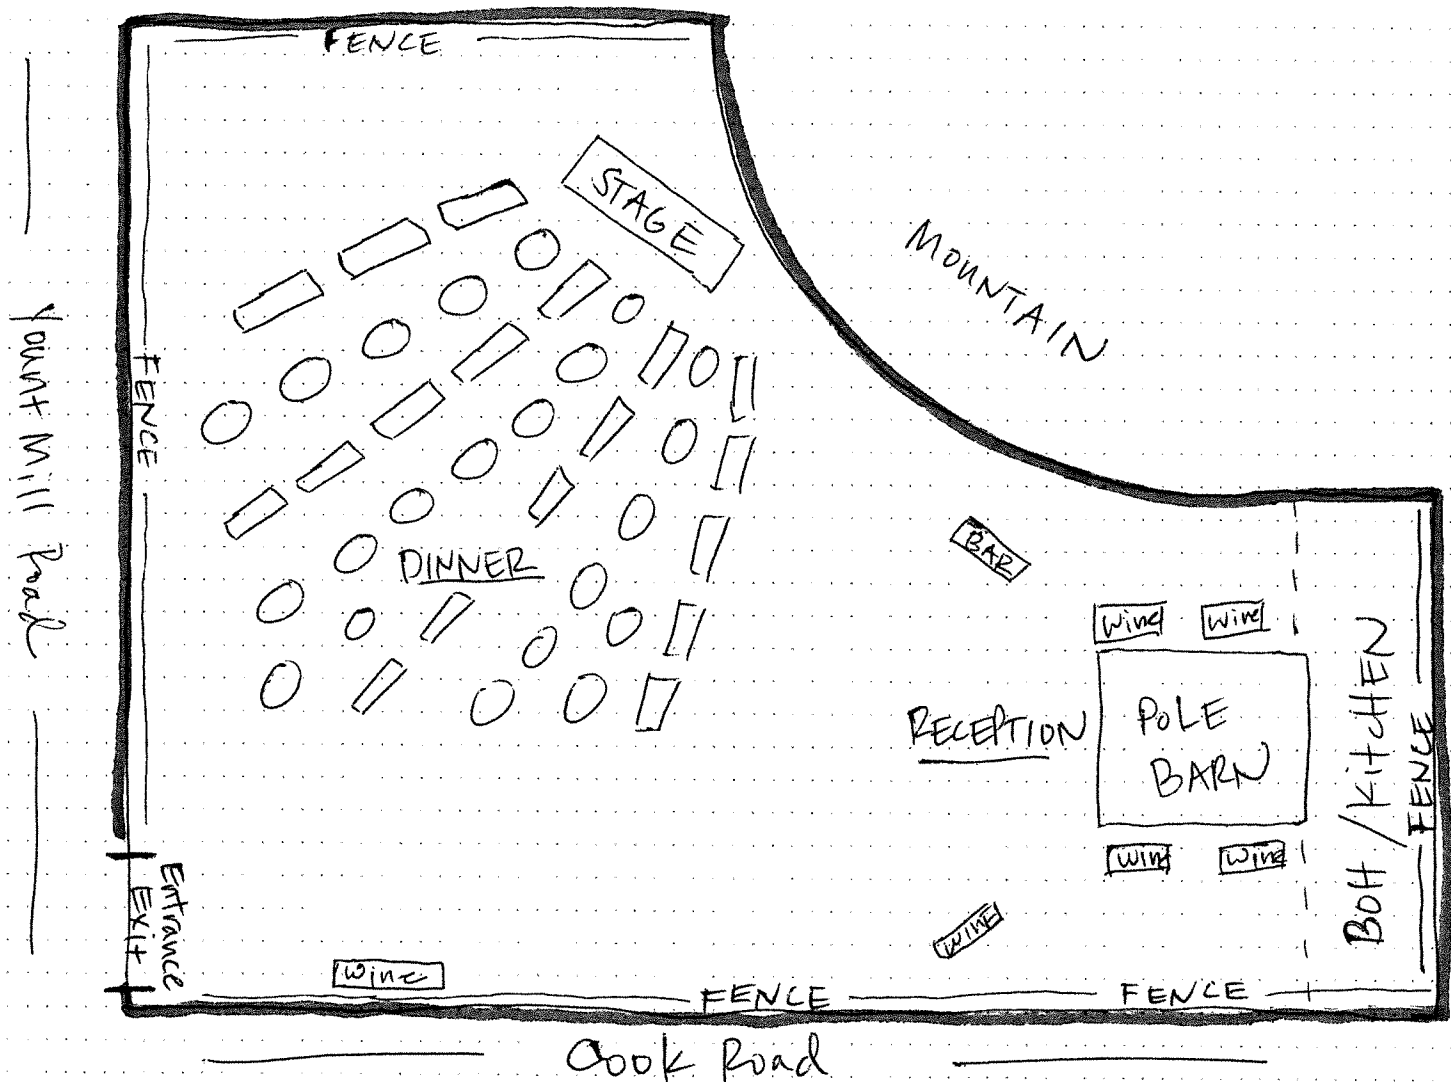 FENCE
STAGE
MOUNTAIN
Yount Mill Road
FENCE
DINNER
BAR
wine
wine
RECEPTION
POLE
BARN
BOH / KitCHEN
FENCE
wine
wine
Entrance
Exit
wine
wine
FENCE
FENCE
Cook Road